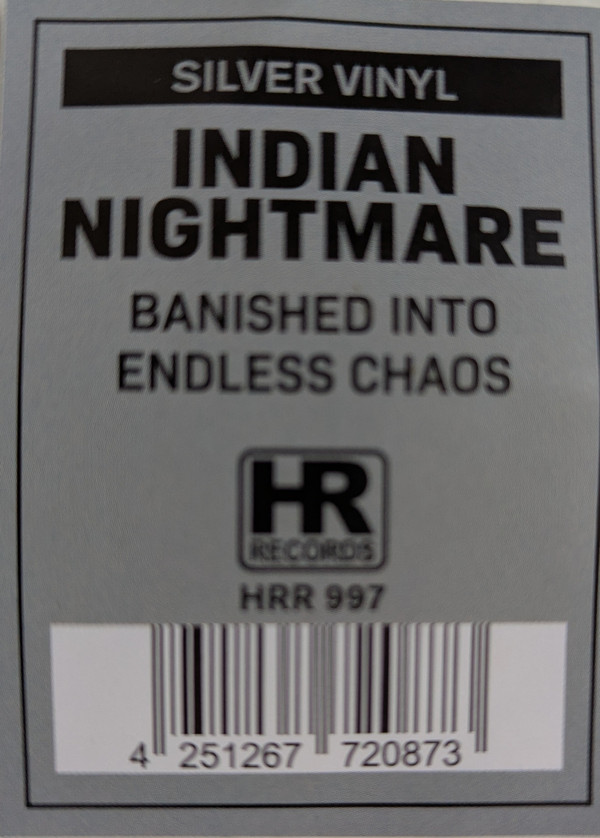 SILVER VINYL
INDIAN
NIGHTMARE
BANISHED INTO
ENDLESS CHAOS
HR
RECORDS
HRR 997
4 251267 720873